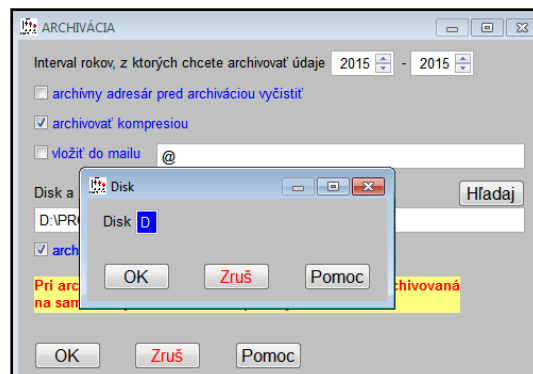 ARCHIVÁCIA
Interval rokov, z ktorých chcete archivovať údaje 2015 - 2015
archívny adresár pred archiváciou vyčistiť
archivovať kompresiou
vložiť do mailu @
Disk
Disk a
Hľadaj
D:\PR
Disk D
arch
OK Zruš Pomoc
Pri arc
chivovaná
na sam
OK Zruš Pomoc